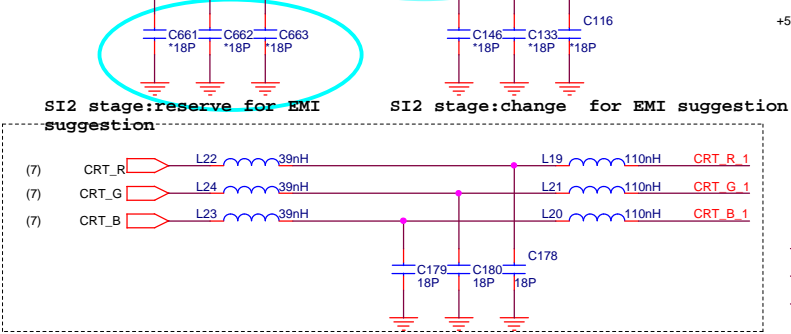 C116
+5
C661 C662 C663
*18P *18P *18P
C146 C133
*18P *18P *18P
SI2 stage:reserve for EMI
suggestion
SI2 stage:change for EMI suggestion
(7) CRT_R L22 39nH L19 110nH CRT_R_1
(7) CRT_G L24 39nH L21 110nH CRT_G_1
(7) CRT_B L23 39nH L20 110nH CRT_B_1
C178
C179 C180
18P 18P 18P